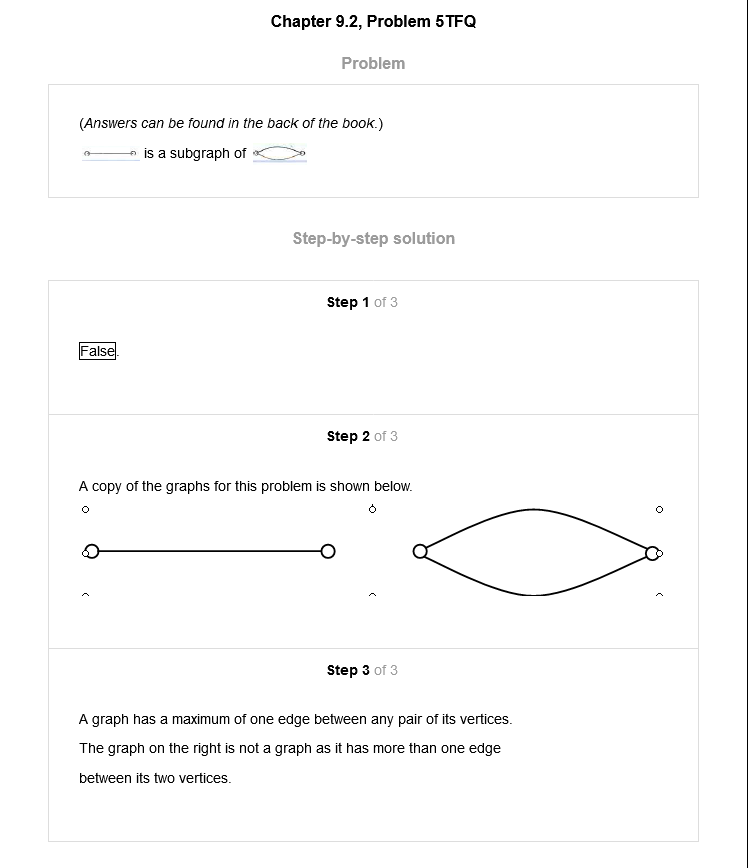 Chapter 9.2, Problem 5TFQ
Problem
(Answers can be found in the back of the book.)
is a subgraph of
Step-by-step solution
Step 1 of 3
False.
Step 2 of 3
A copy of the graphs for this problem is shown below.
Step 3 of 3
A graph has a maximum of one edge between any pair of its vertices.
The graph on the right is not a graph as it has more than one edge
between its two vertices.